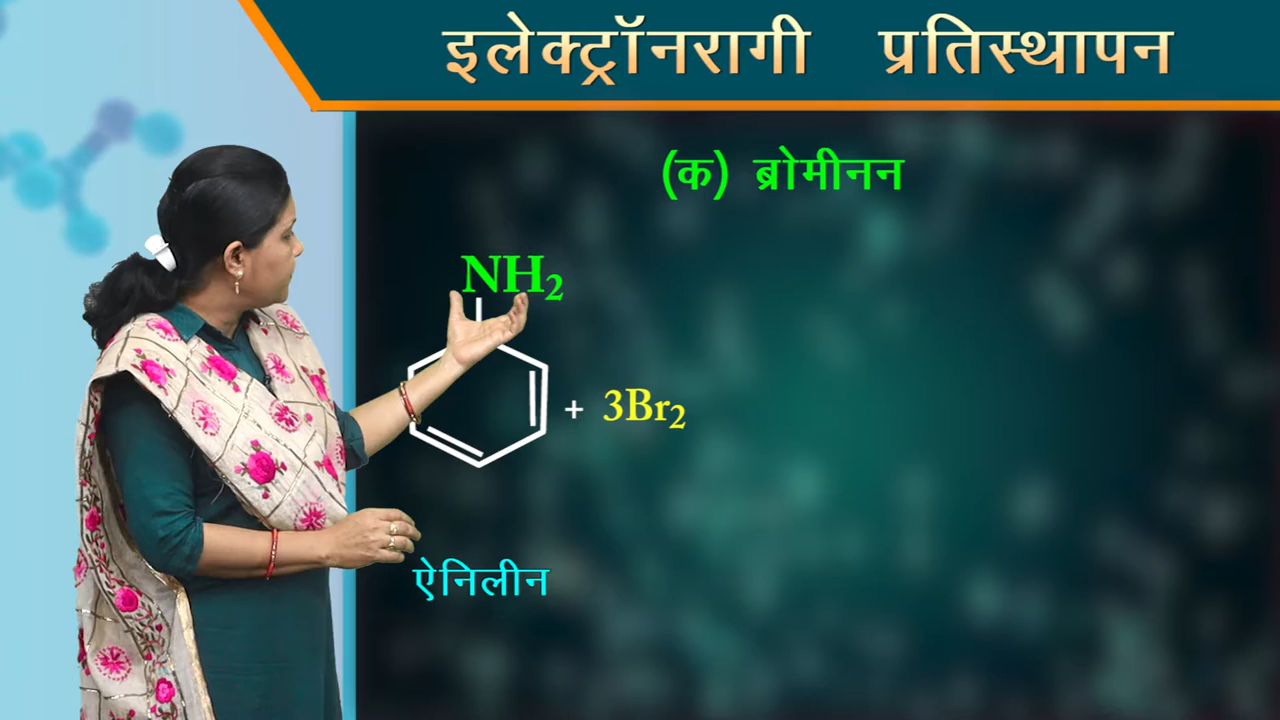 इलेक्ट्रॉनरागी प्रतिस्थापन
(क) ब्रोमीनन
NH₂
+ 3Br₂
ऐनिलीन